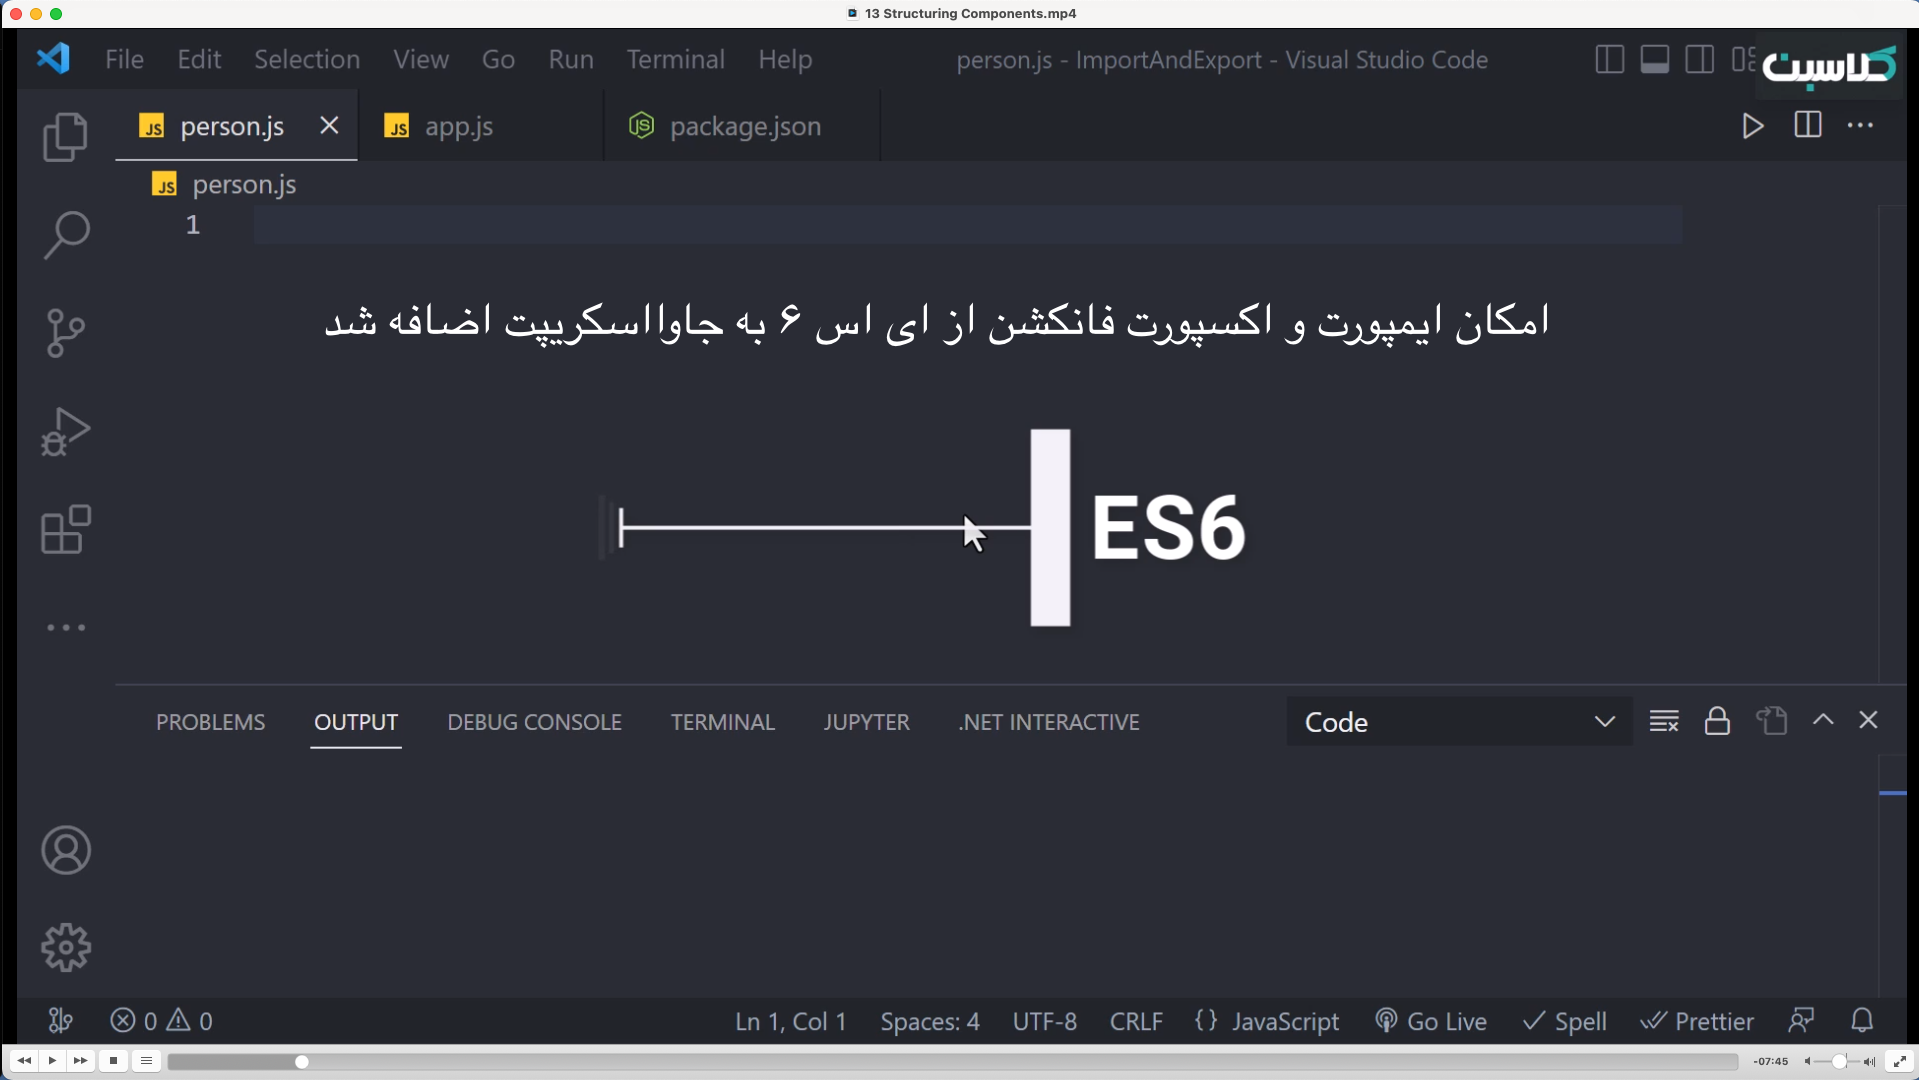 13 Structuring Components.mp4
File Edit Selection View Go Run Terminal Help person.js - ImportAndExport - Visual Studio Code
کلاسبت
JS person.js JS app.js JS package.json
JS person.js
1
امکان ایمپورت و اکسپورت فانکشن از ای اس ۶ به جاوااسکریپت اضافه شد
ES6
PROBLEMS OUTPUT DEBUG CONSOLE TERMINAL JUPYTER .NET INTERACTIVE Code
0 0 Ln 1, Col 1 Spaces: 4 UTF-8 CRLF {} JavaScript Go Live Spell Prettier
-07:45